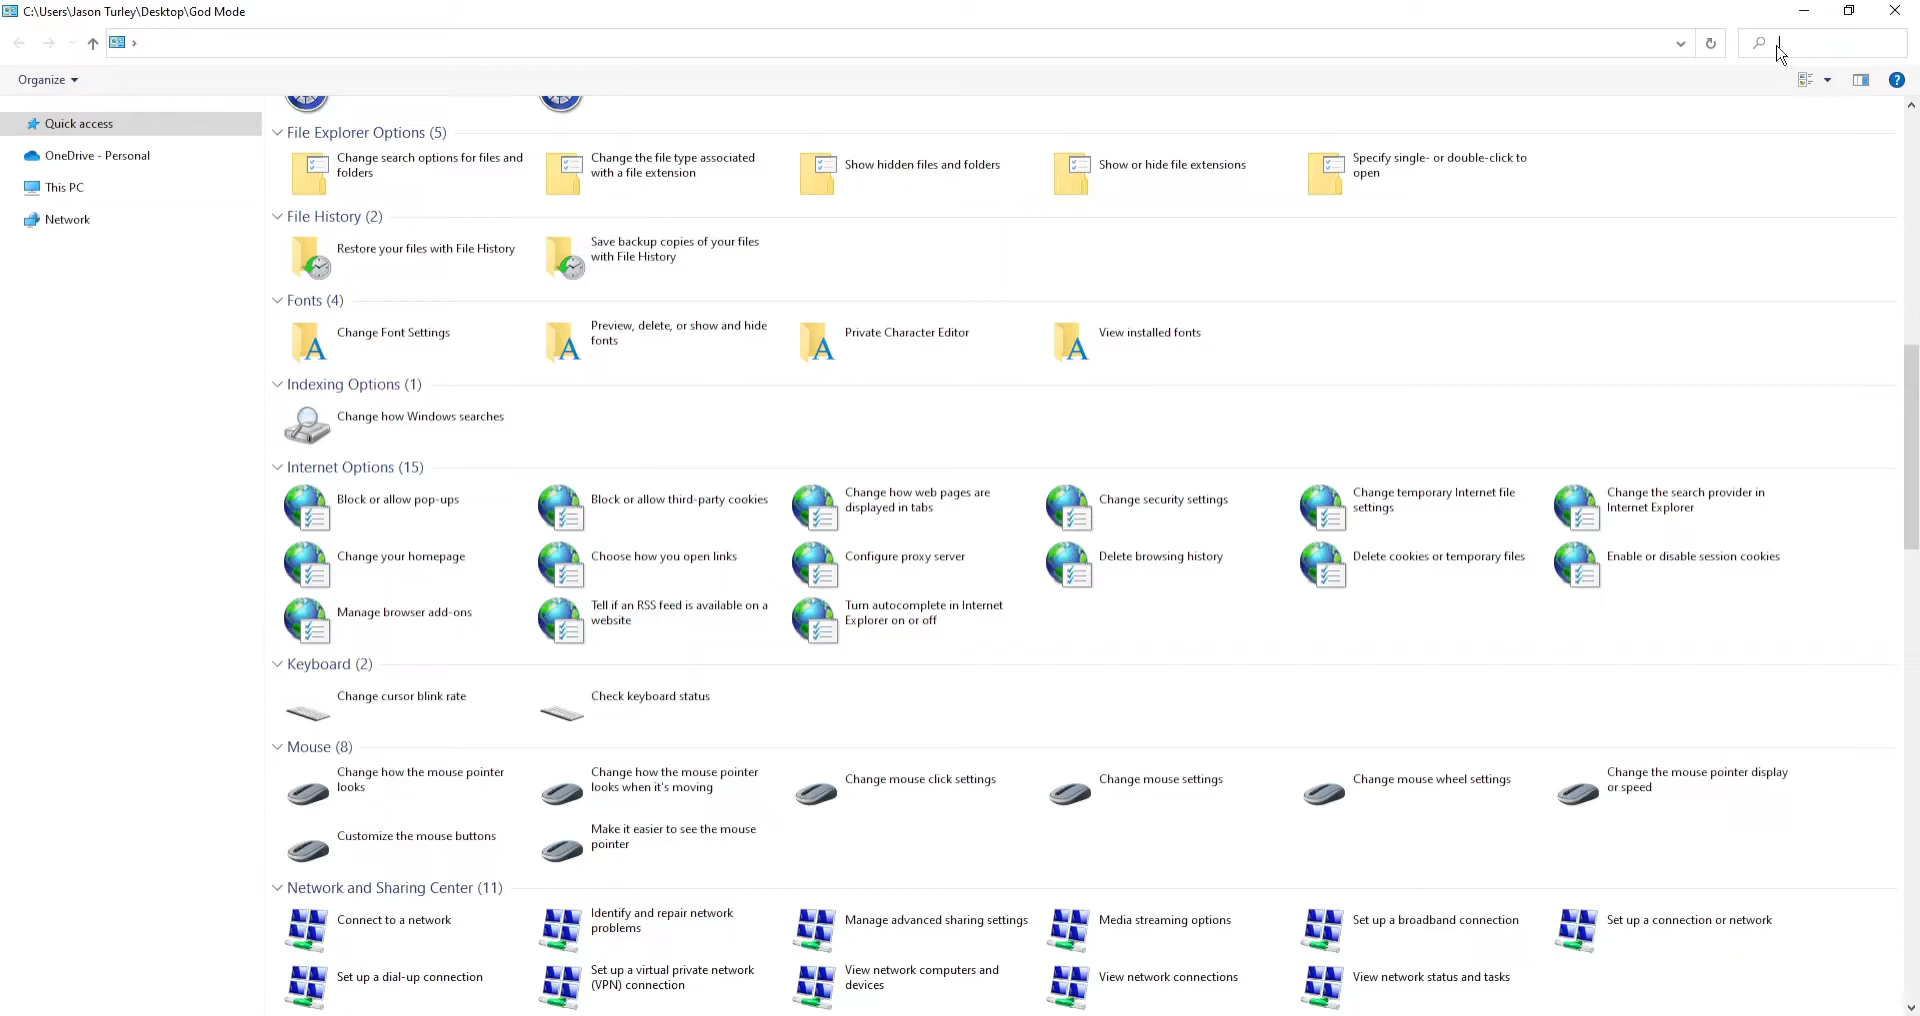 C:\Users\Jason Turley\Desktop\God Mode
Organize
Quick access
OneDrive - Personal
This PC
Network
File Explorer Options (5)
Change search options for files and
folders
Change the file type associated
with a file extension
Show hidden files and folders
Show or hide file extensions
Specify single- or double-click to
open
File History (2)
Restore your files with File History
Save backup copies of your files
with File History
Fonts (4)
Change Font Settings
Preview, delete, or show and hide
fonts
Private Character Editor
View installed fonts
Indexing Options (1)
Change how Windows searches
Internet Options (15)
Block or allow pop-ups
Block or allow third-party cookies
Change how web pages are
displayed in tabs
Change security settings
Change temporary Internet file
settings
Change the search provider in
Internet Explorer
Change your homepage
Choose how you open links
Configure proxy server
Delete browsing history
Delete cookies or temporary files
Enable or disable session cookies
Manage browser add-ons
Tell if an RSS feed is available on a
website
Turn autocomplete in Internet
Explorer on or off
Keyboard (2)
Change cursor blink rate
Check keyboard status
Mouse (8)
Change how the mouse pointer
looks
Change how the mouse pointer
looks when it's moving
Change mouse click settings
Change mouse settings
Change mouse wheel settings
Change the mouse pointer display
or speed
Customize the mouse buttons
Make it easier to see the mouse
pointer
Network and Sharing Center (11)
Connect to a network
Identify and repair network
problems
Manage advanced sharing settings
Media streaming options
Set up a broadband connection
Set up a connection or network
Set up a dial-up connection
Set up a virtual private network
(VPN) connection
View network computers and
devices
View network connections
View network status and tasks